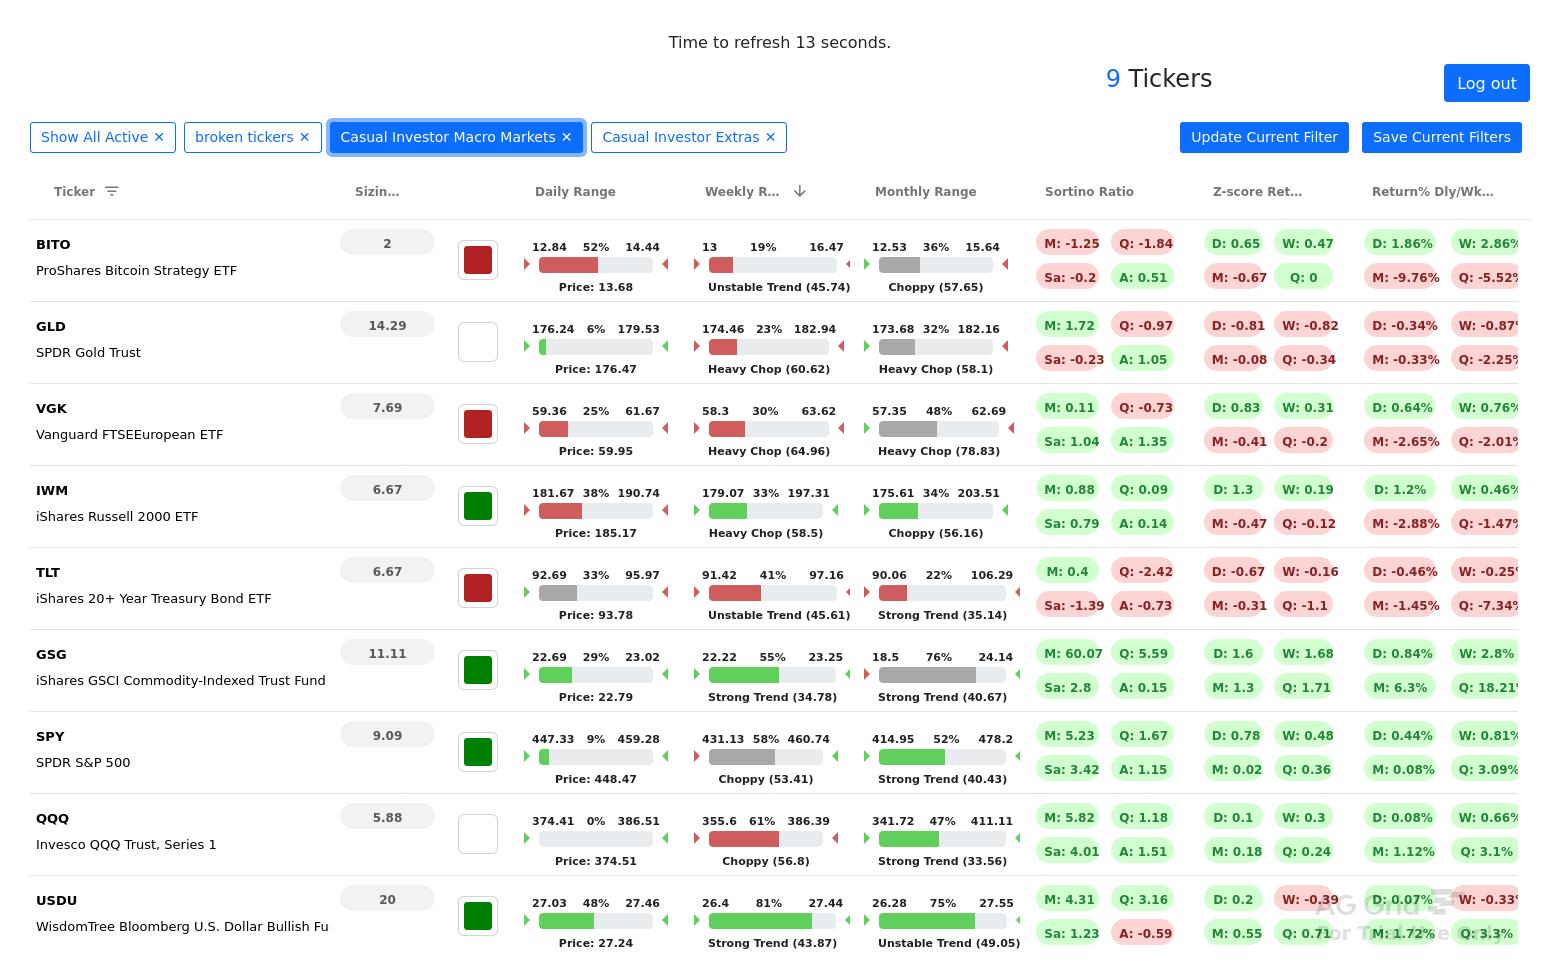 Time to refresh 13 seconds.
9 Tickers
Log out
Show All Active ✕ broken tickers ✕ Casual Investor Macro Markets ✕ Casual Investor Extras ✕ Update Current Filter Save Current Filters
Ticker Sizin... Daily Range Weekly R... Monthly Range Sortino Ratio Z-score Ret... Return% Dly/Wk...
BITO 2 12.84 52% 14.44 13 19% 16.47 12.53 36% 15.64 M: -1.25 Q: -1.84 D: 0.65 W: 0.47 D: 1.86% W: 2.86%
ProShares Bitcoin Strategy ETF Price: 13.68 Unstable Trend (45.74) Choppy (57.65) Sa: -0.2 A: 0.51 M: -0.67 Q: 0 M: -9.76% Q: -5.52%
GLD 14.29 176.24 6% 179.53 174.46 23% 182.94 173.68 32% 182.16 M: 1.72 Q: -0.97 D: -0.81 W: -0.82 D: -0.34% W: -0.87%
SPDR Gold Trust Price: 176.47 Heavy Chop (60.62) Heavy Chop (58.1) Sa: -0.23 A: 1.05 M: -0.08 Q: -0.34 M: -0.33% Q: -2.25%
VGK 7.69 59.36 25% 61.67 58.3 30% 63.62 57.35 48% 62.69 M: 0.11 Q: -0.73 D: 0.83 W: 0.31 D: 0.64% W: 0.76%
Vanguard FTSEEuropean ETF Price: 59.95 Heavy Chop (64.96) Heavy Chop (78.83) Sa: 1.04 A: 1.35 M: -0.41 Q: -0.2 M: -2.65% Q: -2.01%
IWM 6.67 181.67 38% 190.74 179.07 33% 197.31 175.61 34% 203.51 M: 0.88 Q: 0.09 D: 1.3 W: 0.19 D: 1.2% W: 0.46%
iShares Russell 2000 ETF Price: 185.17 Heavy Chop (58.5) Choppy (56.16) Sa: 0.79 A: 0.14 M: -0.47 Q: -0.12 M: -2.88% Q: -1.47%
TLT 6.67 92.69 33% 95.97 91.42 41% 97.16 90.06 22% 106.29 M: 0.4 Q: -2.42 D: -0.67 W: -0.16 D: -0.46% W: -0.25%
iShares 20+ Year Treasury Bond ETF Price: 93.78 Unstable Trend (45.61) Strong Trend (35.14) Sa: -1.39 A: -0.73 M: -0.31 Q: -1.1 M: -1.45% Q: -7.34%
GSG 11.11 22.69 29% 23.02 22.22 55% 23.25 18.5 76% 24.14 M: 60.07 Q: 5.59 D: 1.6 W: 1.68 D: 0.84% W: 2.8%
iShares GSCI Commodity-Indexed Trust Fund Price: 22.79 Strong Trend (34.78) Strong Trend (40.67) Sa: 2.8 A: 0.15 M: 1.3 Q: 1.71 M: 6.3% Q: 18.21%
SPY 9.09 447.33 9% 459.28 431.13 58% 460.74 414.95 52% 478.2 M: 5.23 Q: 1.67 D: 0.78 W: 0.48 D: 0.44% W: 0.81%
SPDR S&P 500 Price: 448.47 Choppy (53.41) Strong Trend (40.43) Sa: 3.42 A: 1.15 M: 0.02 Q: 0.36 M: 0.08% Q: 3.09%
QQQ 5.88 374.41 0% 386.51 355.6 61% 386.39 341.72 47% 411.11 M: 5.82 Q: 1.18 D: 0.1 W: 0.3 D: 0.08% W: 0.66%
Invesco QQQ Trust, Series 1 Price: 374.51 Choppy (56.8) Strong Trend (33.56) Sa: 4.01 A: 1.51 M: 0.18 Q: 0.24 M: 1.12% Q: 3.1%
USDU 20 27.03 48% 27.46 26.4 81% 27.44 26.28 75% 27.55 M: 4.31 Q: 3.16 D: 0.2 W: -0.39 D: 0.07% W: -0.33%
WisdomTree Bloomberg U.S. Dollar Bullish Fu Price: 27.24 Strong Trend (43.87) Unstable Trend (49.05) Sa: 1.23 A: -0.59 M: 0.55 Q: 0.71 M: 1.72% Q: 3.3%
AG Grid
For Trial Use Only